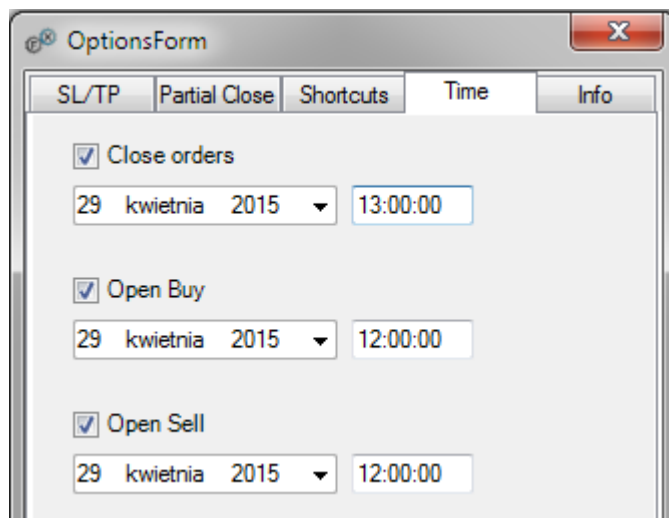 OptionsForm
SL/TP Partial Close Shortcuts Time Info
Close orders
29 kwietnia 2015 13:00:00
Open Buy
29 kwietnia 2015 12:00:00
Open Sell
29 kwietnia 2015 12:00:00